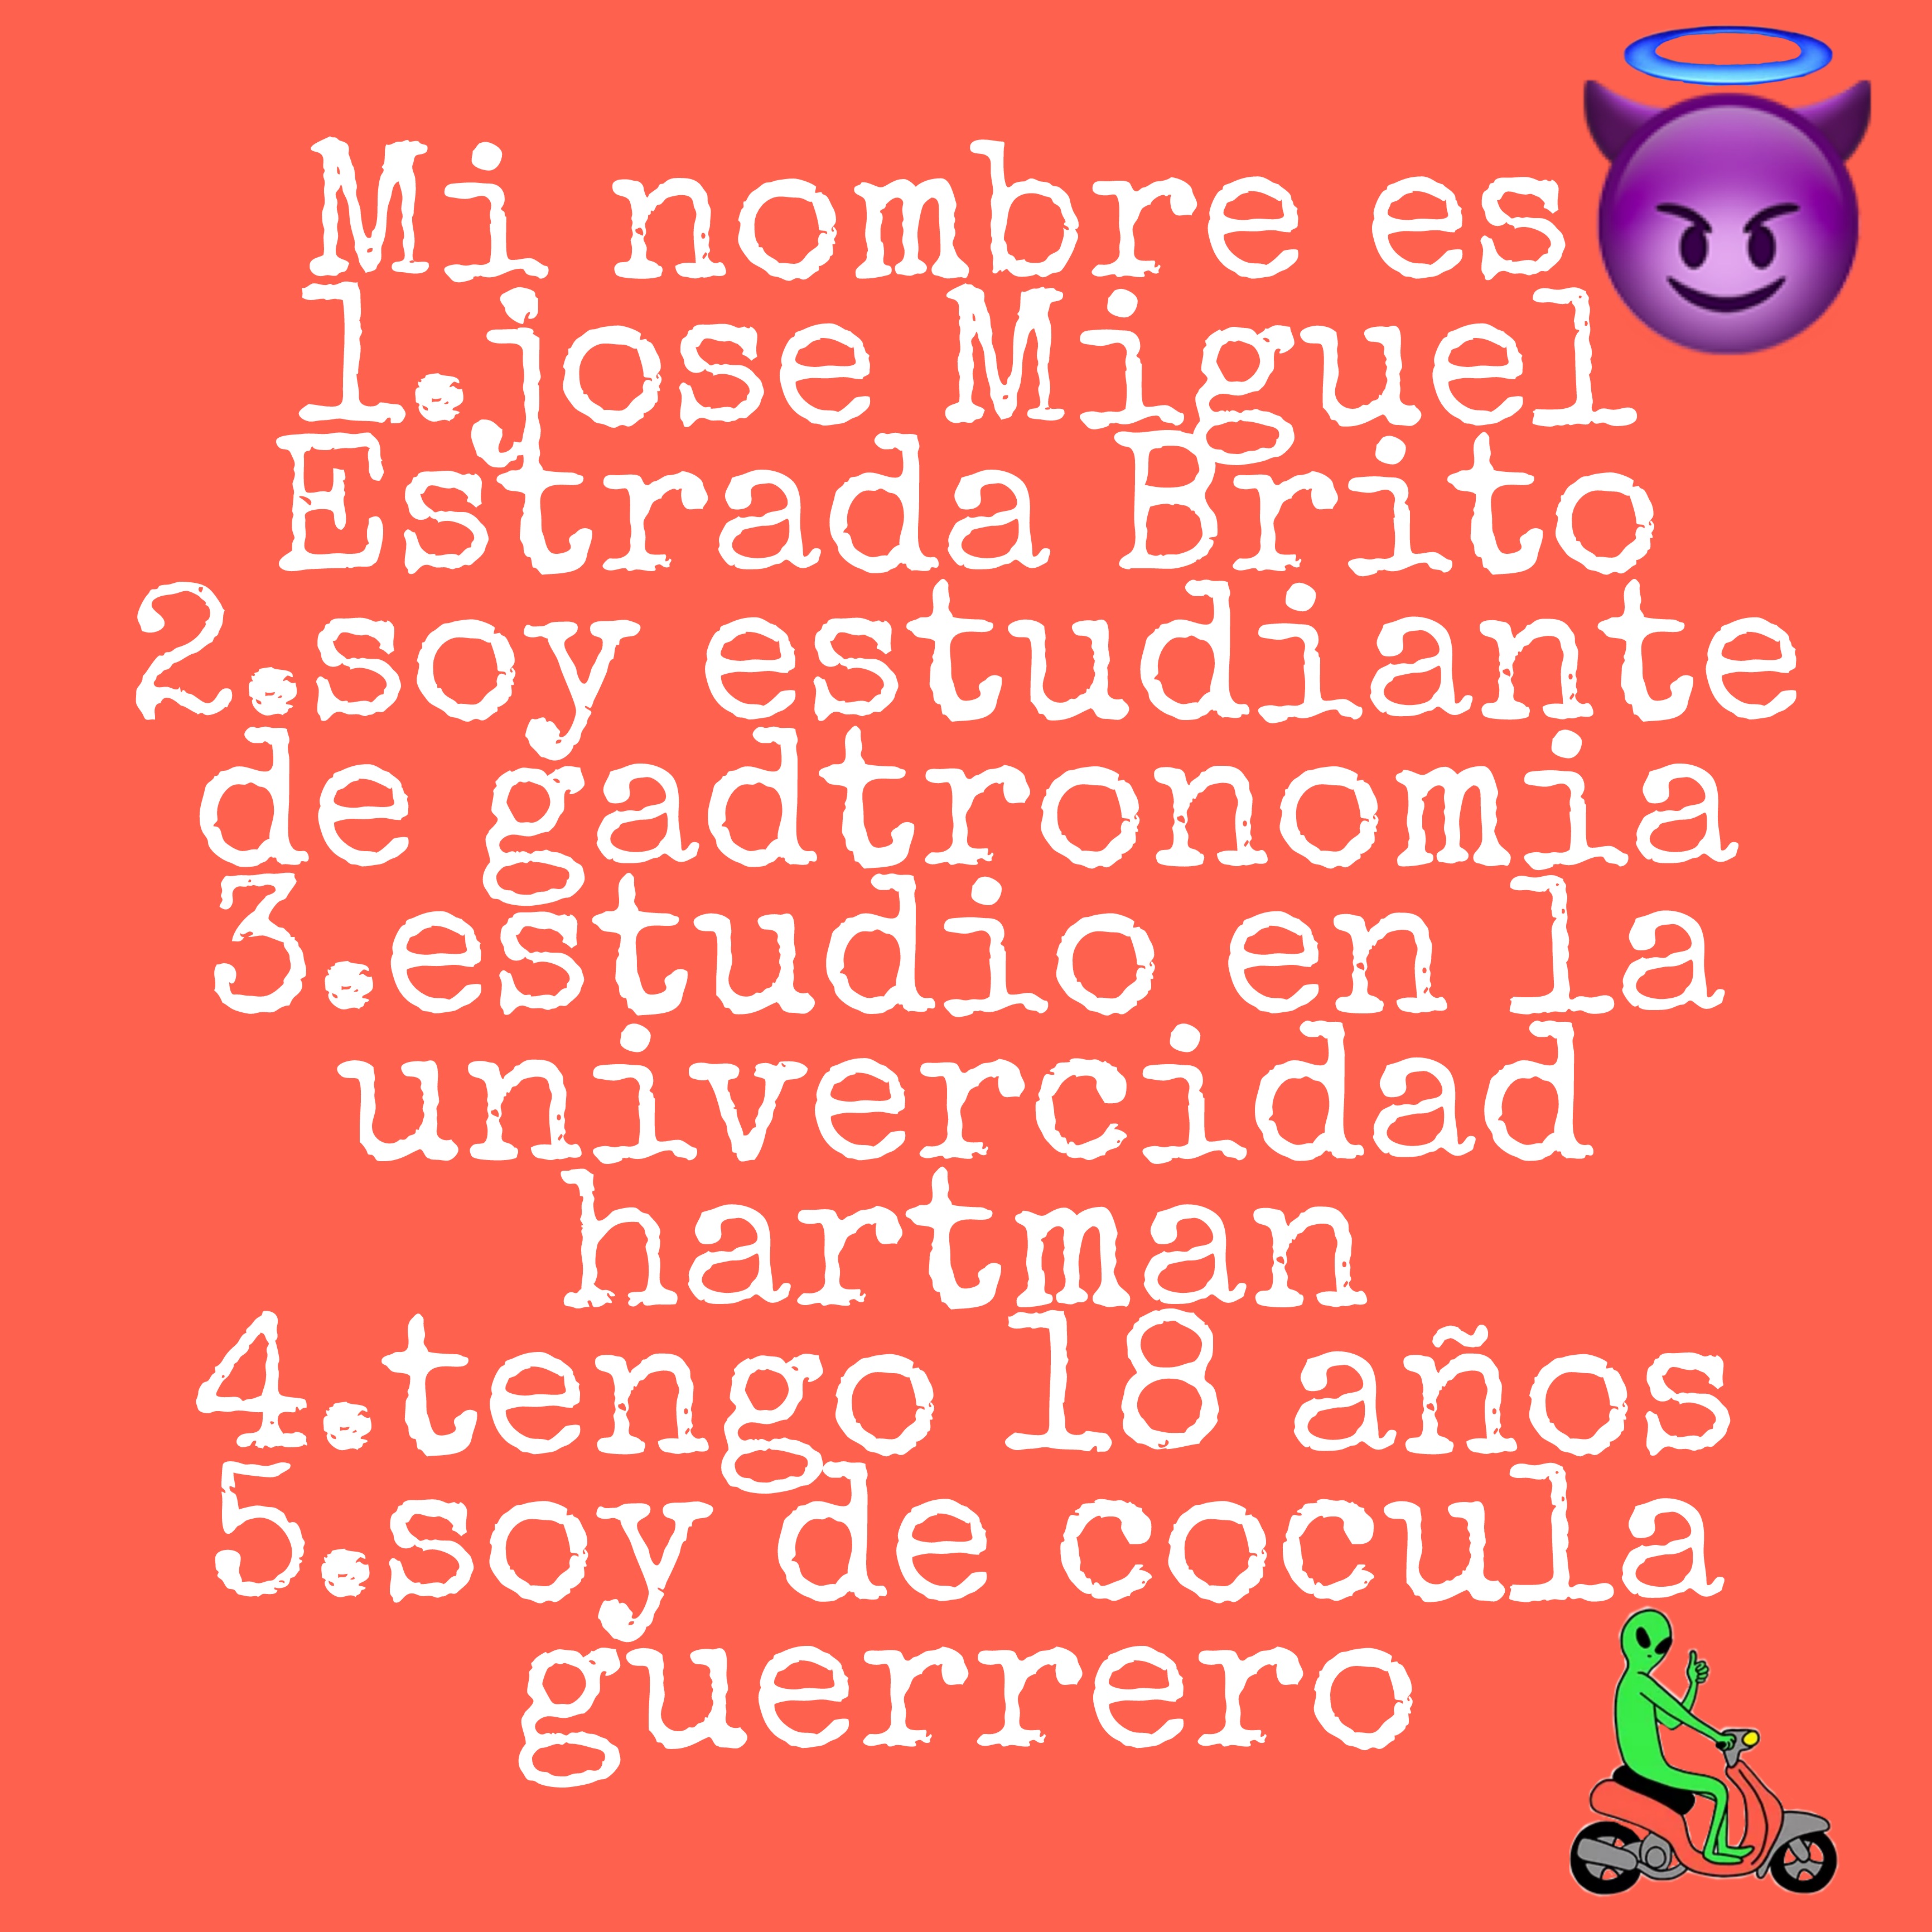 Mi nombre es
1.jose Miguel
Estrada Brito
2.soy estudiante
de gadtronomia
3.estudio en la
univercidad
hartman
4.tengo 18 años
5.soy de cocula
guerrero